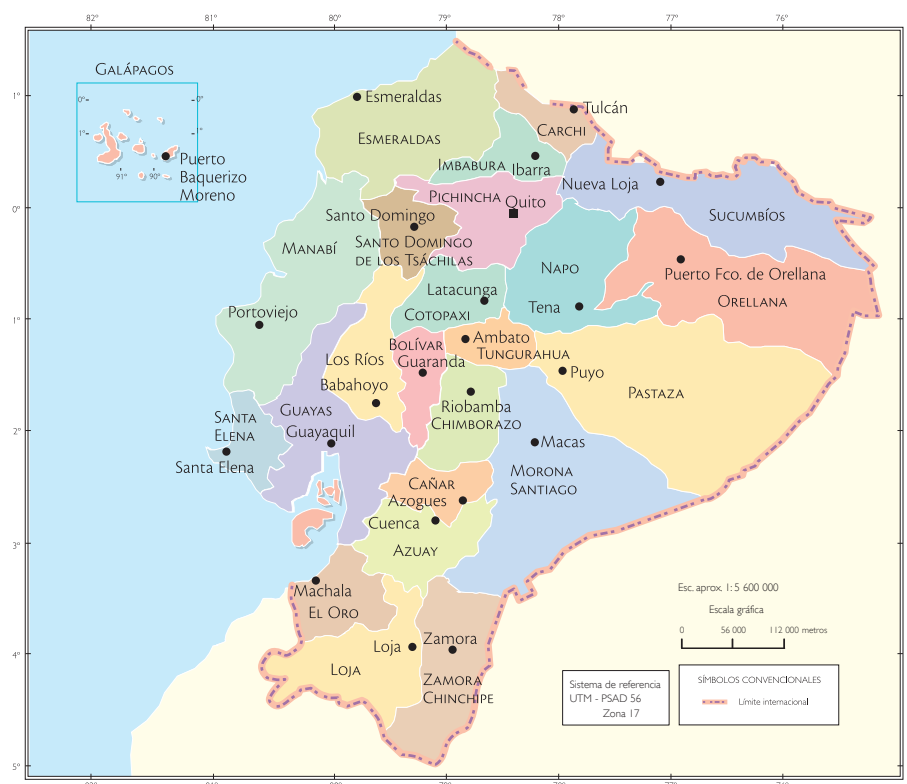 82°
81°
80°
79°
78°
77°
76°
GALÁPAGOS
0°
0°
1°
1°
91°
90°
Puerto
Baquerizo
Moreno
1°
0°
1°
2°
3°
4°
5°
Esmeraldas
ESMERALDAS
Tulcán
CARCHI
IMBABURA
Ibarra
Nueva Loja
SUCUMBÍOS
PICHINCHA
Quito
Santo Domingo
SANTO DOMINGO
DE LOS TSÁCHILAS
MANABÍ
NAPO
Puerto Fco. de Orellana
ORELLANA
Latacunga
COTOPAXI
Tena
Portoviejo
BOLÍVAR
Guaranda
Ambato
TUNGURAHUA
LOS RÍOS
Babahoyo
Puyo
PASTAZA
Riobamba
CHIMBORAZO
SANTA
ELENA
Santa Elena
GUAYAS
Guayaquil
Macas
MORONA
SANTIAGO
CAÑAR
Azogues
Cuenca
AZUAY
Machala
EL ORO
Loja
LOJA
Zamora
ZAMORA
CHINCHIPE
Esc. aprox. 1:5 600 000
Escala gráfica
0 56 000 112 000 metros
Sistema de referencia
UTM - PSAD 56
Zona 17
SÍMBOLOS CONVENCIONALES
Límite internacional